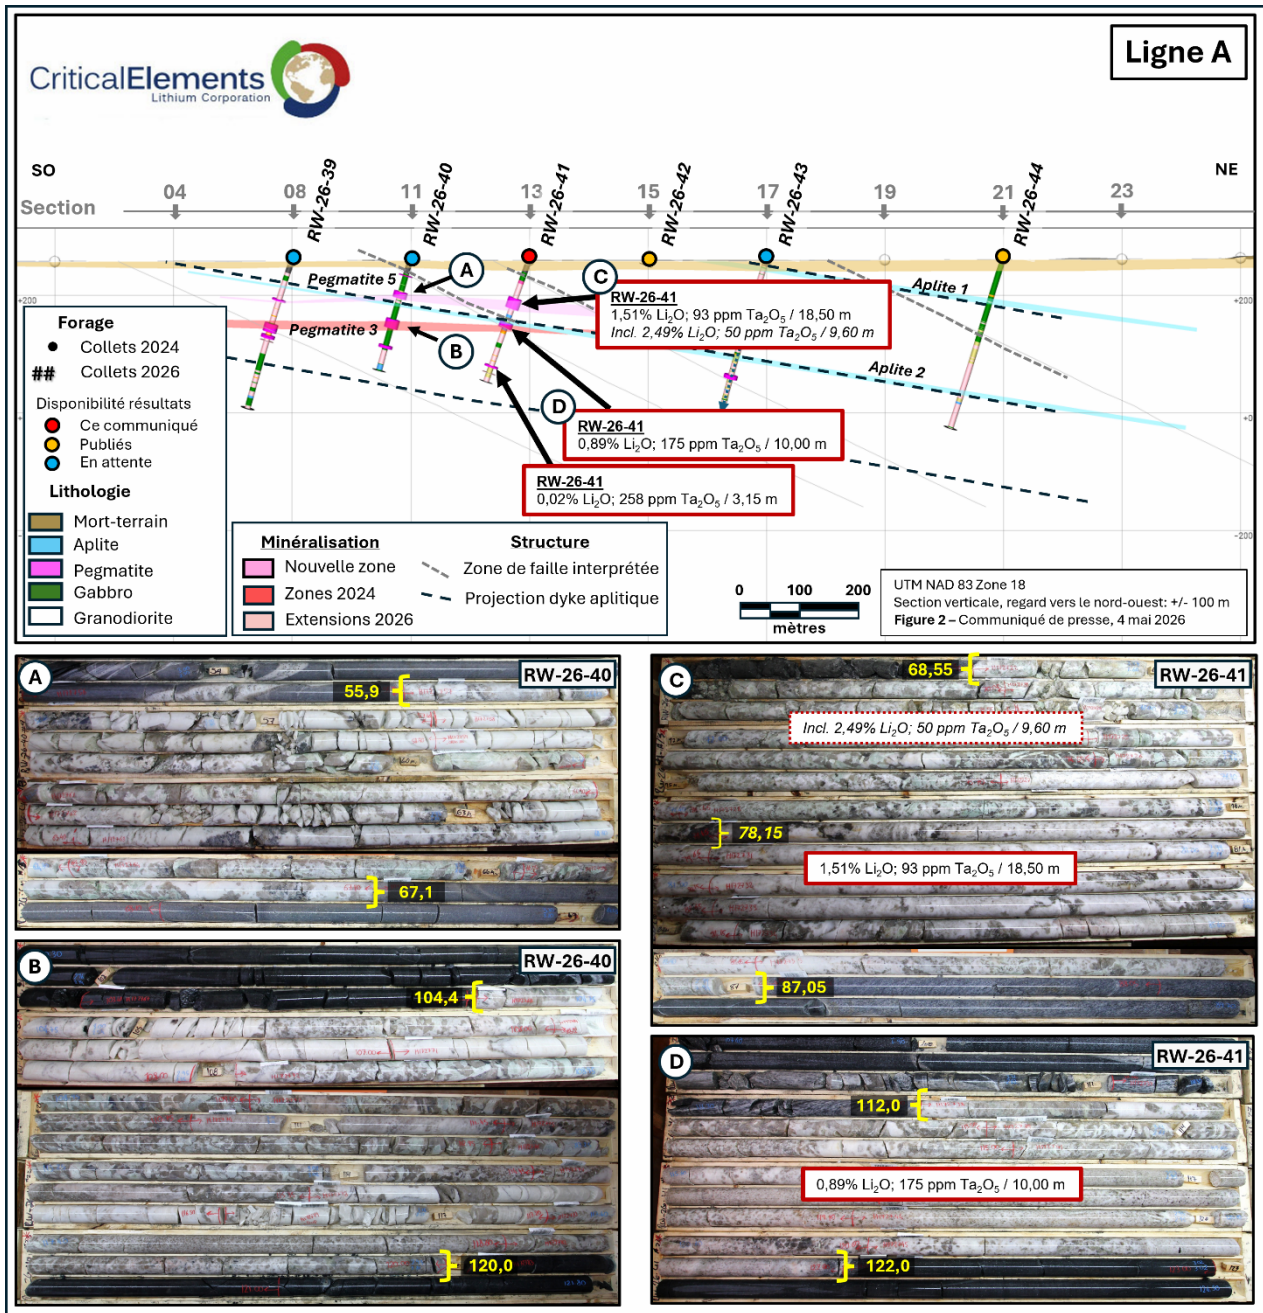 CriticalElements
Lithium Corporation
Ligne A
SO
NE
Section
04
08
11
13
15
17
19
21
23
RW-26-39
RW-26-40
RW-26-41
RW-26-42
RW-26-43
RW-26-44
A
Pegmatite 5
C
Aplite 1
+200
+200
RW-26-41
1,51% Li₂O; 93 ppm Ta₂O₅ / 18,50 m
Incl. 2,49% Li₂O; 50 ppm Ta₂O₅ / 9,60 m
Pegmatite 3
B
Aplite 2
D
+0
RW-26-41
0,89% Li₂O; 175 ppm Ta₂O₅ / 10,00 m
RW-26-41
0,02% Li₂O; 258 ppm Ta₂O₅ / 3,15 m
-200
Forage
Collets 2024
## Collets 2026
Disponibilité résultats
Ce communiqué
Publiés
En attente
Lithologie
Mort-terrain
Aplite
Pegmatite
Gabbro
Granodiorite
Minéralisation
Nouvelle zone
Zones 2024
Extensions 2026
Structure
Zone de faille interprétée
Projection dyke aplitique
0 100 200
mètres
UTM NAD 83 Zone 18
Section verticale, regard vers le nord-ouest: +/- 100 m
Figure 2 – Communiqué de presse, 4 mai 2026
A
RW-26-40
55,9
67,1
B
RW-26-40
104,4
120,0
C
RW-26-41
68,55
Incl. 2,49% Li₂O; 50 ppm Ta₂O₅ / 9,60 m
78,15
1,51% Li₂O; 93 ppm Ta₂O₅ / 18,50 m
87,05
D
RW-26-41
112,0
0,89% Li₂O; 175 ppm Ta₂O₅ / 10,00 m
122,0